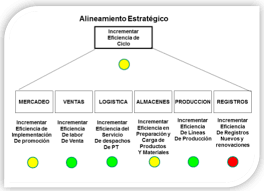 Alineamiento Estratégico
Incrementar
Eficiencia de
Ciclo
MERCADEO VENTAS LOGISTICA ALMACENES PRODUCCION REGISTROS
Incrementar
Eficiencia de
Implementación
De promoción
Incrementar
Eficiencia
De labor
de Venta
Incrementar
Eficiencia del
Servicio
De despachos
De PT
Incrementar
Eficiencia en
Preparación y
Carga de
Productos
Y Materiales
Incrementar
Eficiencia
De Líneas
De Producción
Incrementar
Eficiencia
De Registros
Nuevos y
renovaciones